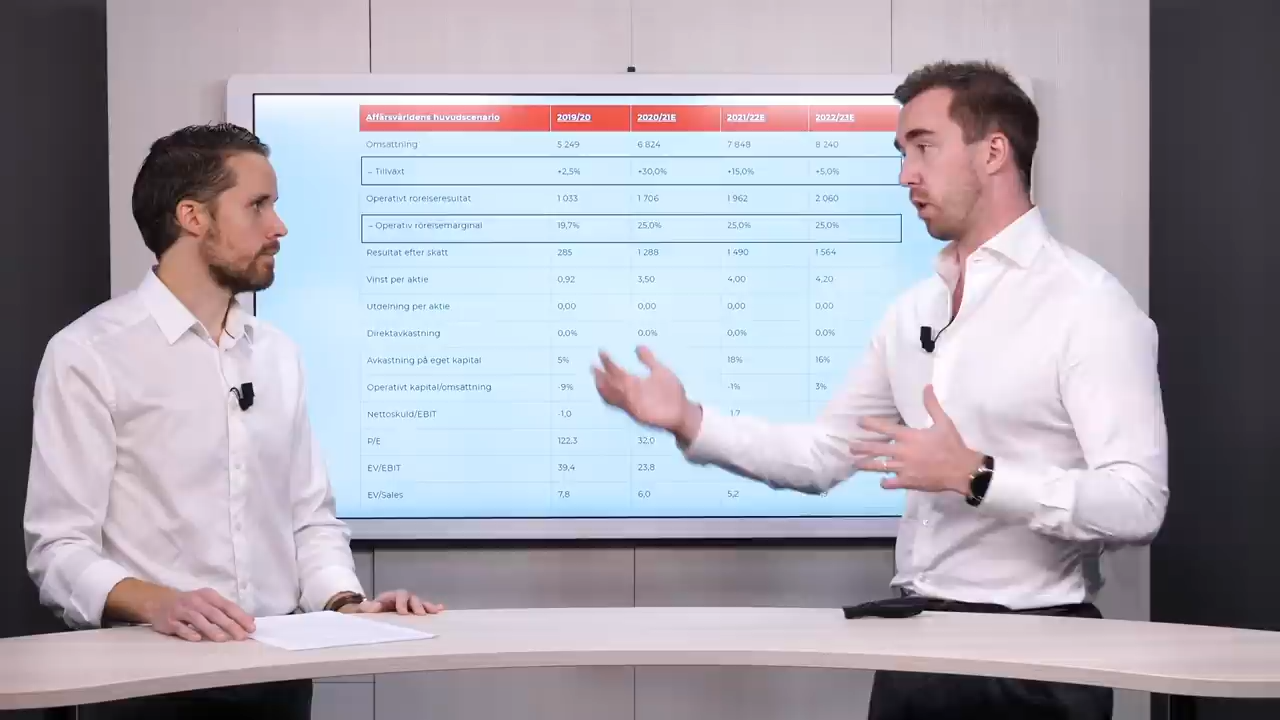 Affärsvärldens huvudscenario 2019/20 2020/21E 2021/22E 2022/23E
Omsättning 5 249 6 824 7 848 8 240
– Tillväxt +2,5% +30,0% +15,0% +5,0%
Operativt rörelseresultat 1 033 1 706 1 962 2 060
– Operativ rörelsemarginal 19,7% 25,0% 25,0% 25,0%
Resultat efter skatt 285 1 288 1 490 1 564
Vinst per aktie 0,92 3,50 4,00 4,20
Utdelning per aktie 0,00 0,00 0,00 0,00
Direktavkastning 0,0% 0,0% 0,0% 0,0%
Avkastning på eget kapital 5% 18% 16%
Operativt kapital/omsättning -9% -1% 3%
Nettoskuld/EBIT -1,0
P/E 122,3 32,0
EV/EBIT 39,4 23,8
EV/Sales 7,8 6,0 5,2